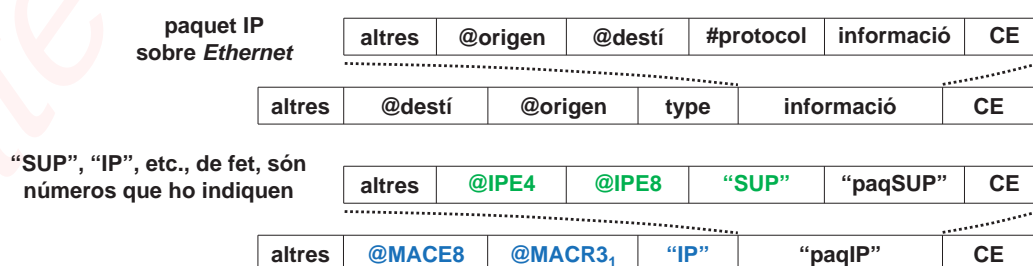 paquet IP
sobre Ethernet
altres @origen @destí #protocol informació CE
altres @destí @origen type informació CE
“SUP”, “IP”, etc., de fet, són
números que ho indiquen
altres @IPE4 @IPE8 “SUP” “paqSUP” CE
altres @MACE8 @MACR3₁ “IP” “paqIP” CE